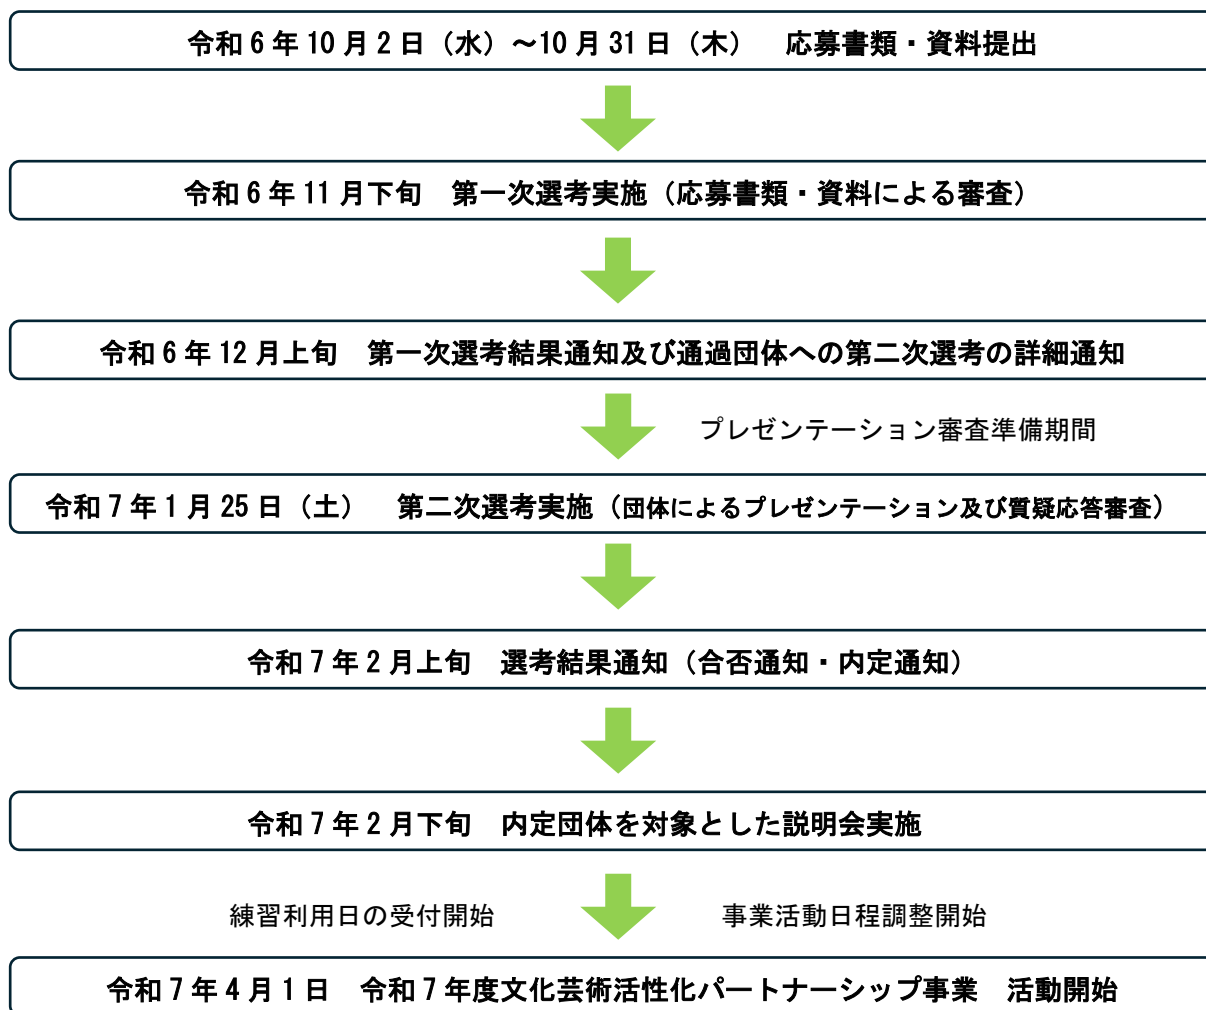 令和6年10月2日（水）～10月31日（木）　応募書類・資料提出
令和6年11月下旬　第一次選考実施（応募書類・資料による審査）
令和6年12月上旬　第一次選考結果通知及び通過団体への第二次選考の詳細通知
プレゼンテーション審査準備期間
令和7年1月25日（土）　第二次選考実施（団体によるプレゼンテーション及び質疑応答審査）
令和7年2月上旬　選考結果通知（合否通知・内定通知）
令和7年2月下旬　内定団体を対象とした説明会実施
練習利用日の受付開始　事業活動日程調整開始
令和7年4月1日　令和7年度文化芸術活性化パートナーシップ事業　活動開始